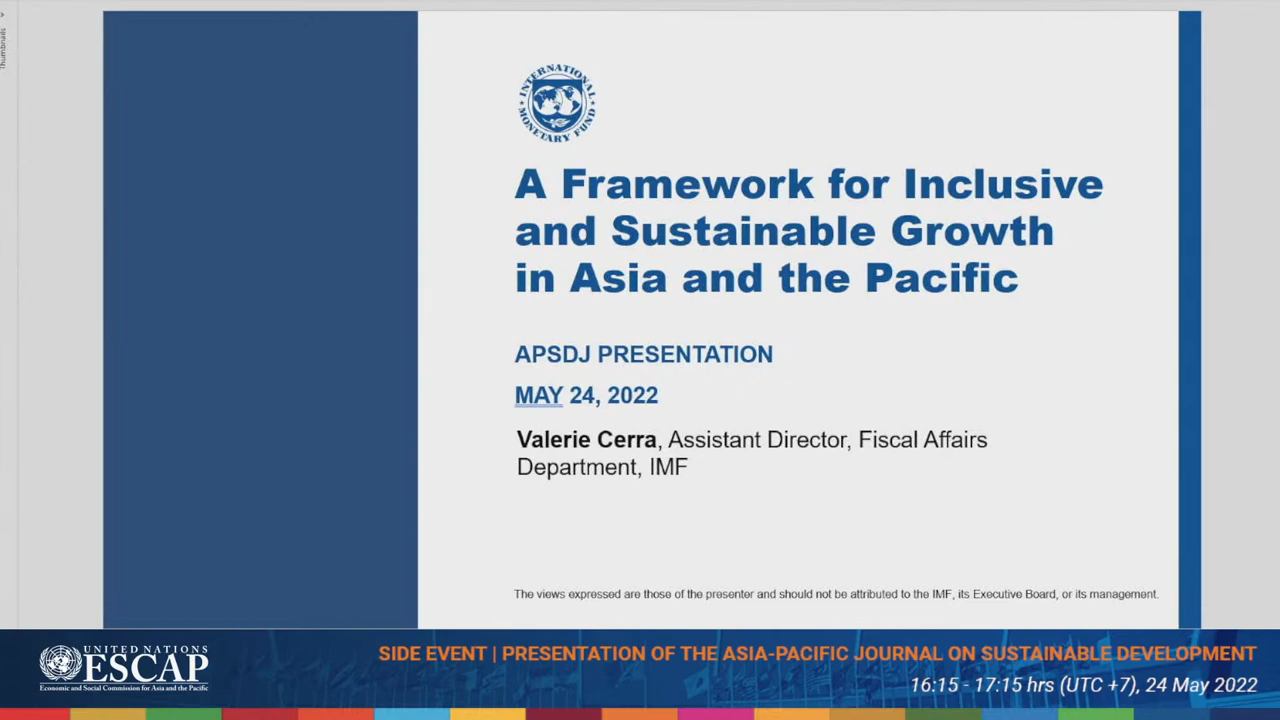 Thumbnails
INTERNATIONAL
MONETARY FUND
A Framework for Inclusive
and Sustainable Growth
in Asia and the Pacific
APSDJ PRESENTATION
MAY 24, 2022
Valerie Cerra, Assistant Director, Fiscal Affairs
Department, IMF
The views expressed are those of the presenter and should not be attributed to the IMF, its Executive Board, or its management.
UNITED NATIONS
ESCAP
Economic and Social Commission for Asia and the Pacific
SIDE EVENT | PRESENTATION OF THE ASIA-PACIFIC JOURNAL ON SUSTAINABLE DEVELOPMENT
16:15 - 17:15 hrs (UTC +7), 24 May 2022